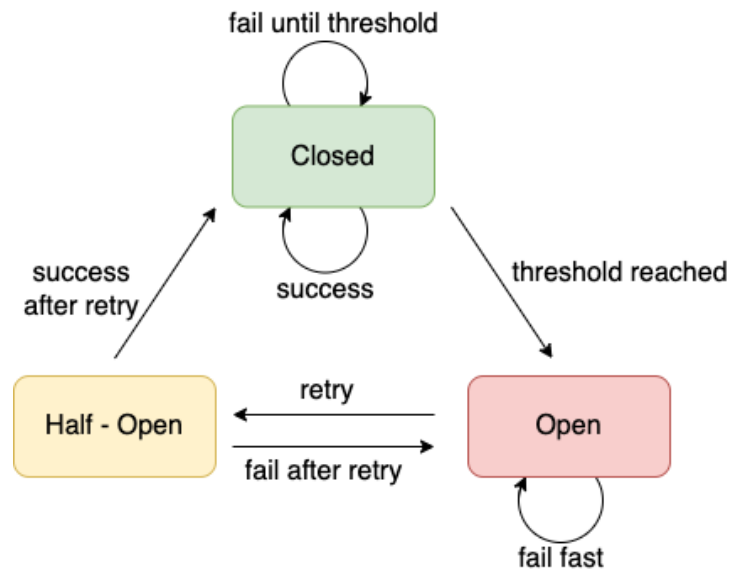 fail until threshold
Closed
success
success
after retry
threshold reached
retry
Half - Open
Open
fail after retry
fail fast